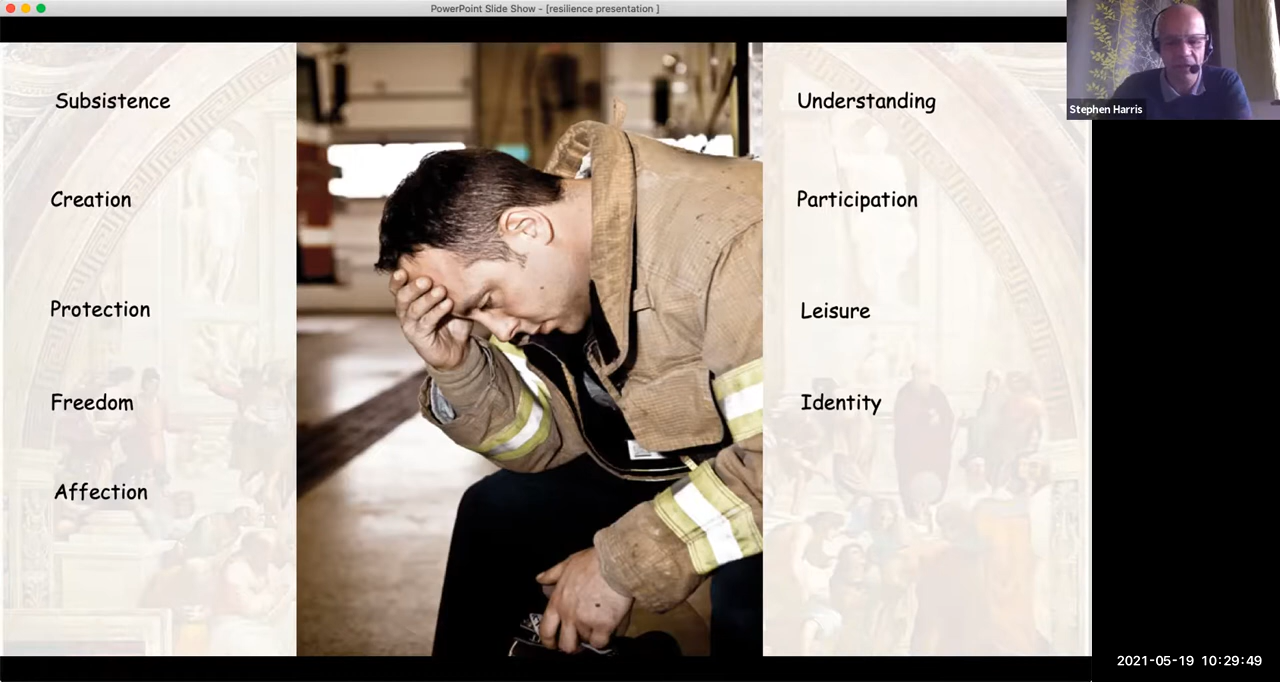 PowerPoint Slide Show - [resilience presentation ]
Stephen Harris
Subsistence
Creation
Protection
Freedom
Affection
Understanding
Participation
Leisure
Identity
2021-05-19 10:29:49